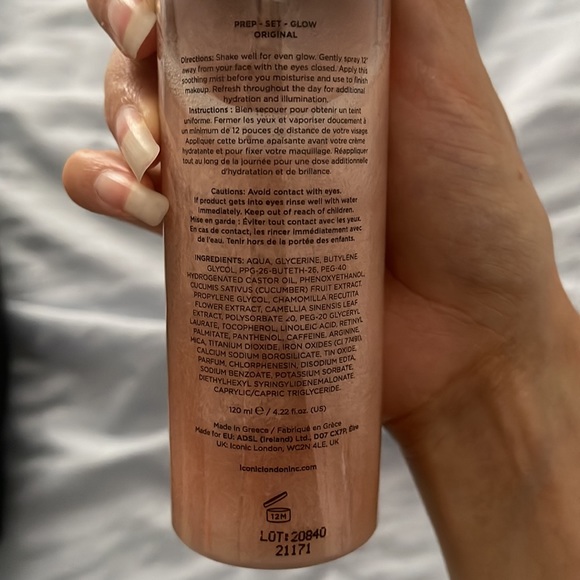 PREP - SET - GLOW
ORIGINAL
Directions: Shake well for even glow. Gently spray 12"
away from your face with the eyes closed. Apply this
soothing mist before you moisturise and use to finish
makeup. Refresh throughout the day for additional
hydration and illumination.
Instructions : Bien secouer pour obtenir un teint
uniforme. Fermer les yeux et vaporiser doucement à
un minimum de 12 pouces de distance de votre visage.
Appliquer cette brume apaisante avant votre crème
hydratante et pour fixer votre maquillage. Réappliquer
tout au long de la journée pour une dose additionnelle
d'hydratation et de brillance.
Cautions: Avoid contact with eyes.
If product gets into eyes rinse well with water
immediately. Keep out of reach of children.
Mise en garde : Éviter tout contact avec les yeux.
En cas de contact, les rincer immédiatement avec
de l'eau. Tenir hors de la portée des enfants.
INGREDIENTS: AQUA, GLYCERINE, BUTYLENE
GLYCOL, PPG-26-BUTETH-26, PEG-40
HYDROGENATED CASTOR OIL, PHENOXYETHANOL,
CUCUMIS SATIVUS (CUCUMBER) FRUIT EXTRACT,
PROPYLENE GLYCOL, CHAMOMILLA RECUTITA
FLOWER EXTRACT, CAMELLIA SINENSIS LEAF
EXTRACT, POLYSORBATE 20, PEG-20 GLYCERYL
LAURATE, TOCOPHEROL, LINOLEIC ACID, RETINYL
PALMITATE, PANTHENOL, CAFFEINE, ARGININE,
MICA, TITANIUM DIOXIDE, IRON OXIDES (CI 77491),
CALCIUM SODIUM BOROSILICATE, TIN OXIDE,
PARFUM, CHLORPHENESIN, DISODIUM EDTA,
SODIUM BENZOATE, POTASSIUM SORBATE,
DIETHYLHEXYL SYRINGYLIDENEMALONATE,
CAPRYLIC/CAPRIC TRIGLYCERIDE.
120 ml ℮ / 4.22 fl.oz. (US)
Made in Greece / Fabriqué en Grèce
Made for EU: ADSL (Ireland) Ltd., D07 CX7P, Éire
UK: Iconic London, WC2N 4LE, UK
iconiclondoninc.com
12M
LOT:20840
21171